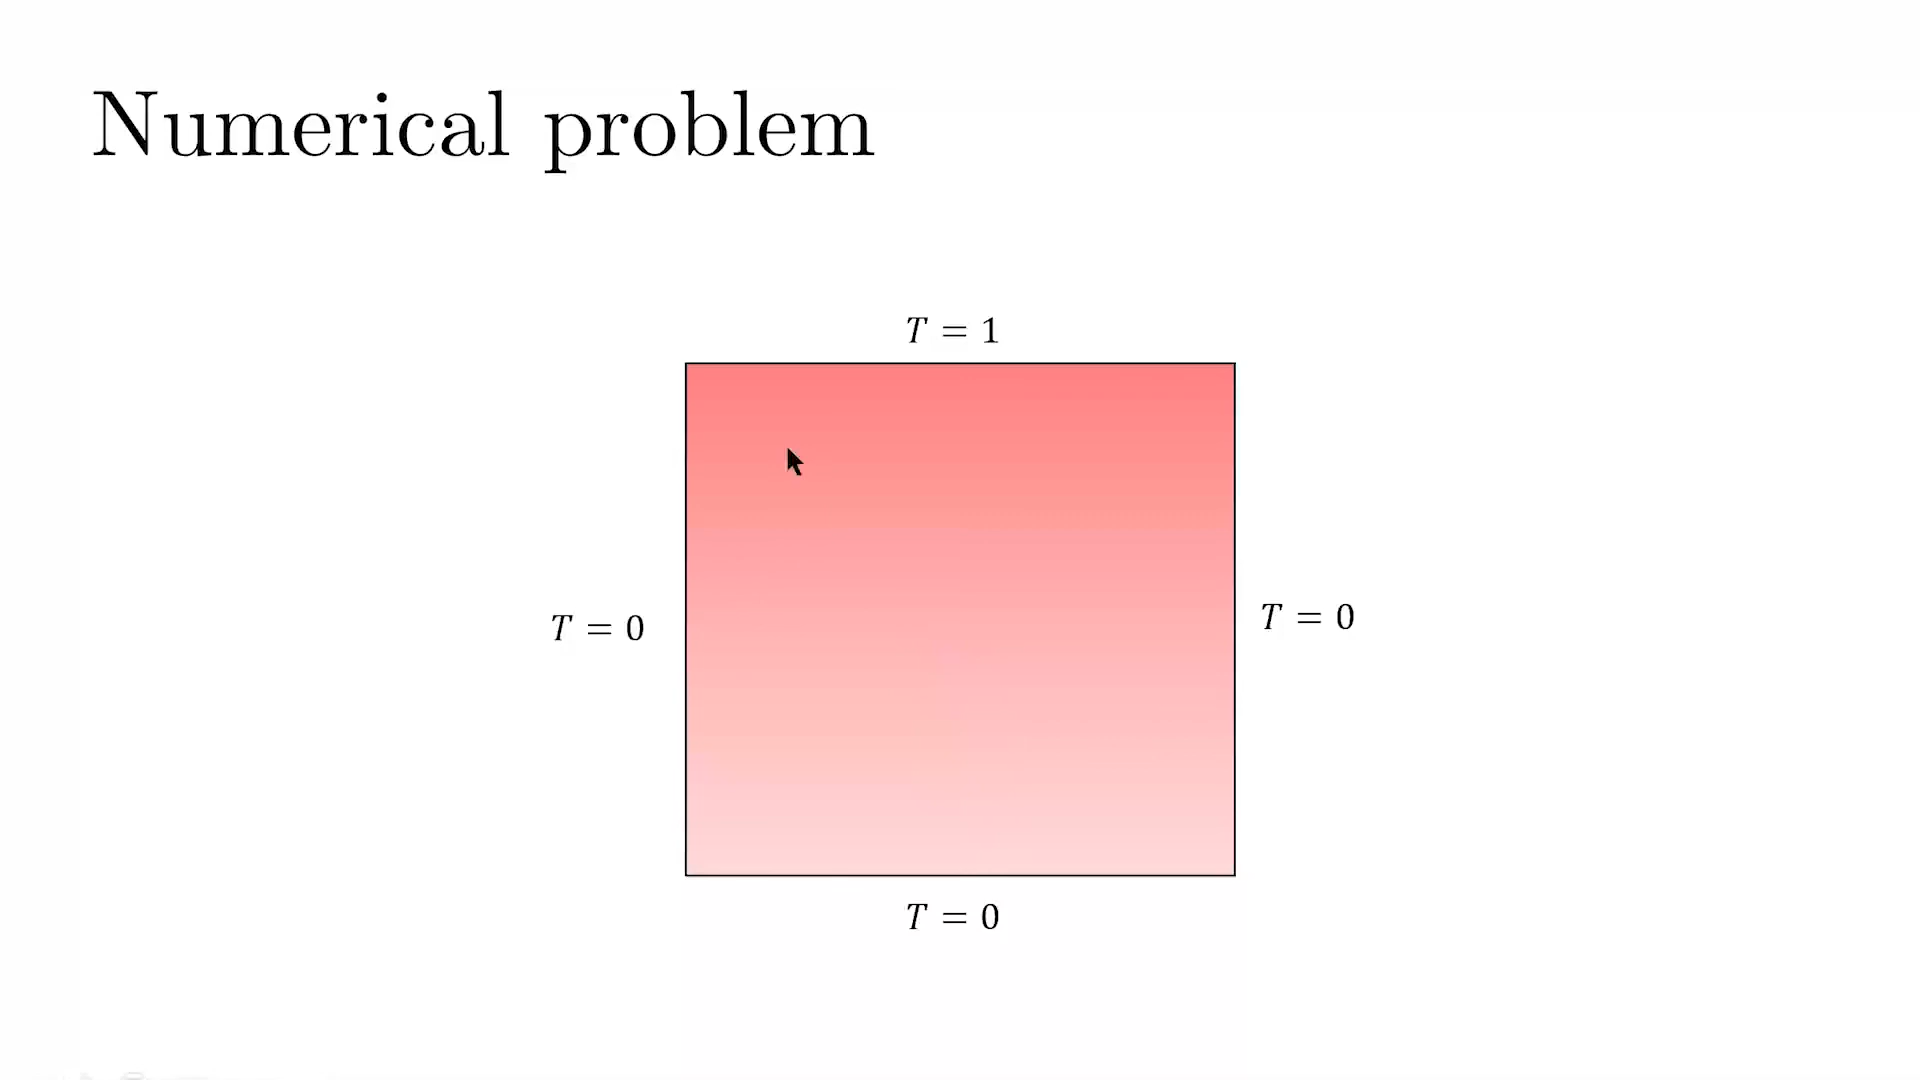 Numerical problem
T = 1
T = 0
T = 0
T = 0